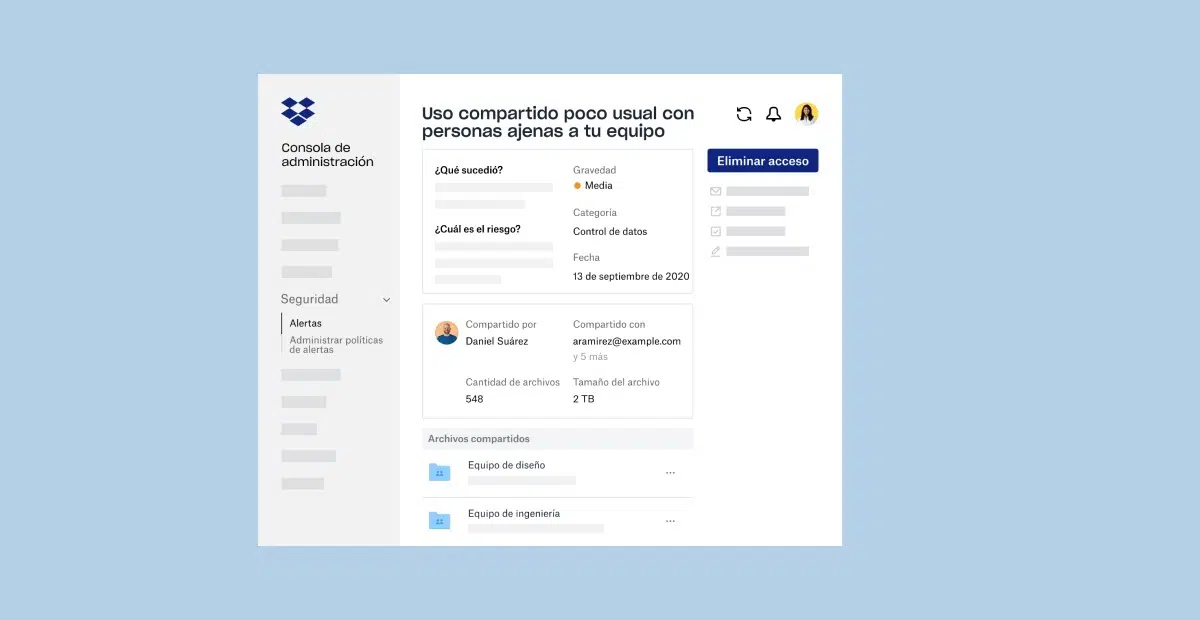 Consola de
administración
Seguridad
Alertas
Administrar políticas
de alertas
Uso compartido poco usual con
personas ajenas a tu equipo
¿Qué sucedió?
¿Cuál es el riesgo?
Gravedad
Media
Categoría
Control de datos
Fecha
13 de septiembre de 2020
Compartido por
Daniel Suárez
Compartido con
aramirez@example.com
y 5 más
Cantidad de archivos
548
Tamaño del archivo
2 TB
Archivos compartidos
Equipo de diseño
Equipo de ingeniería
Eliminar acceso